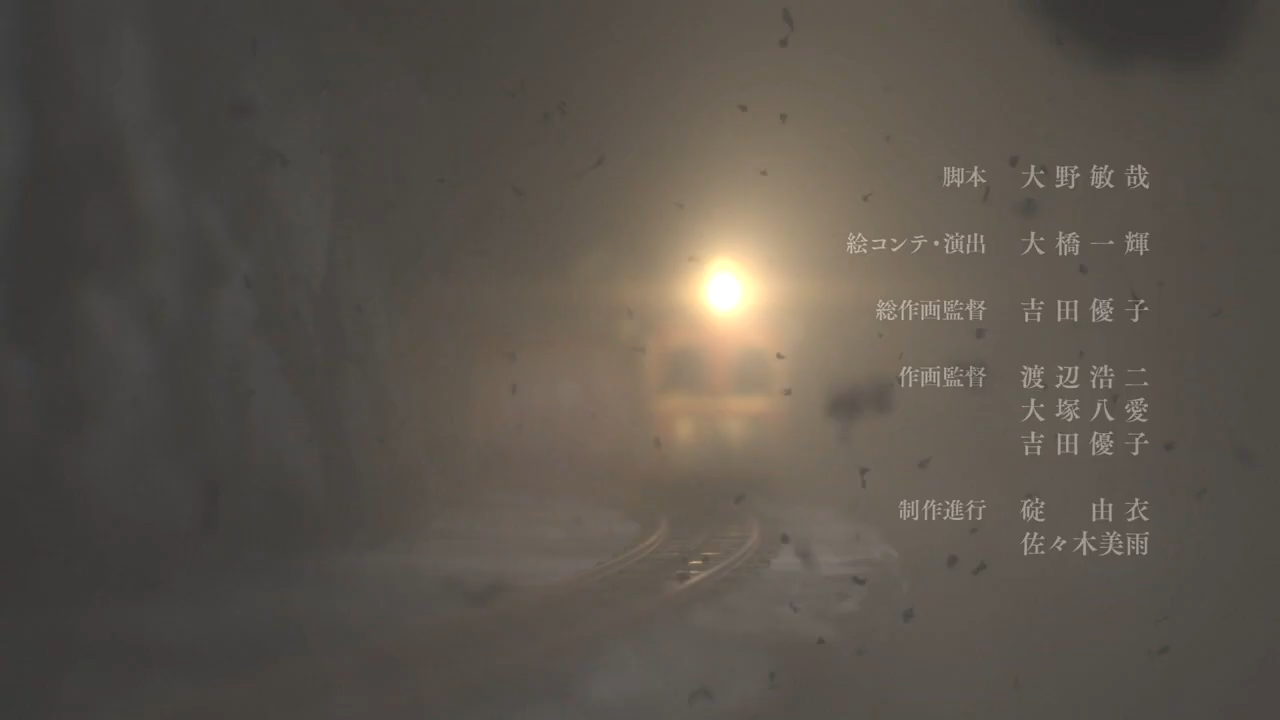 脚本 大野敏哉
絵コンテ・演出 大橋一輝
総作画監督 吉田優子
作画監督 渡辺浩二
大塚八愛
吉田優子
制作進行 碇 由衣
佐々木美雨